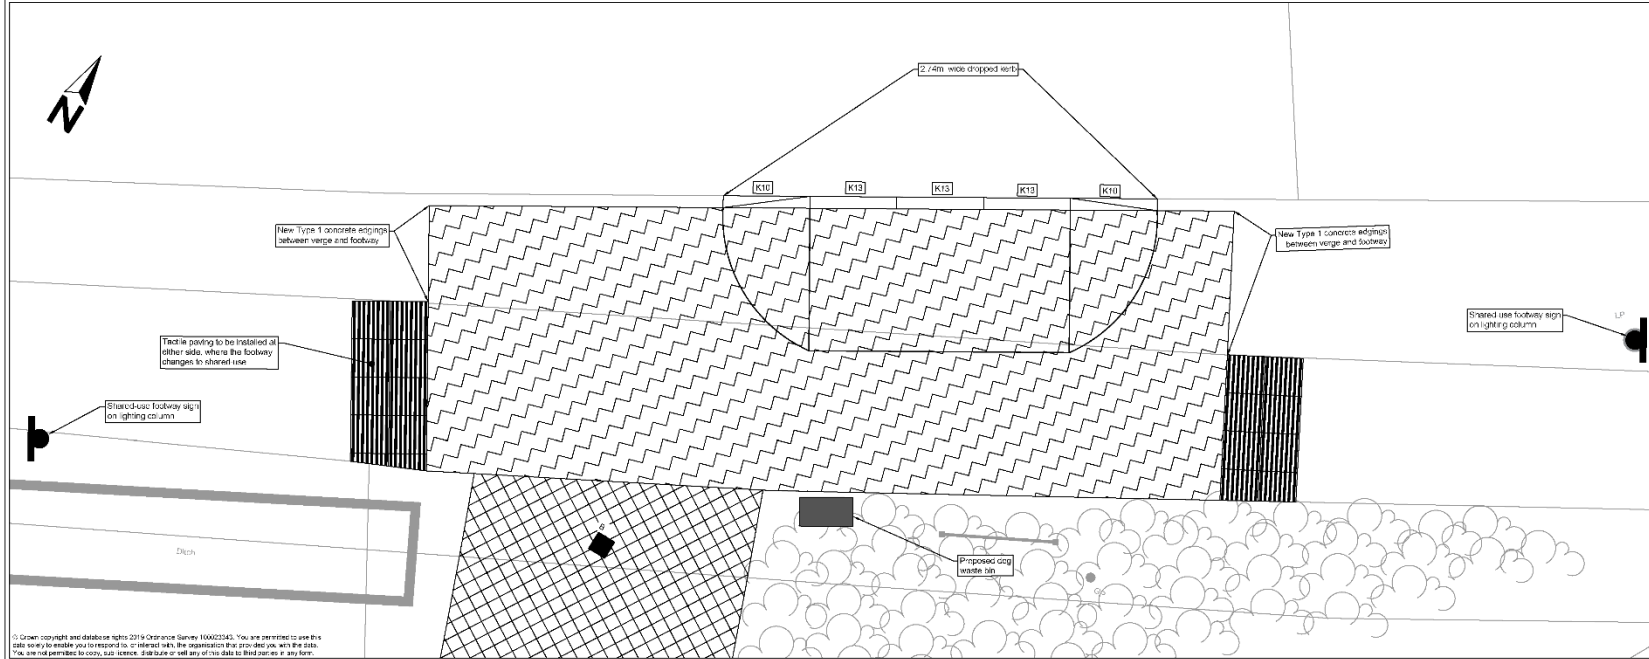 2.74m wide dropped kerb
K10
K13
K13
K13
K10
New Type 1 concrete edgings
between verge and footway
New Type 1 concrete edgings
between verge and footway
Shared use footway sign
on lighting column
LP
Tactile paving to be installed at
either side, where the footway
changes to shared-use
Shared-use footway sign
on lighting column
B
Ditch
Proposed dog
waste bin
N
© Crown copyright and database rights 2019 Ordnance Survey 100023343. You are permitted to use this
data solely to enable you to respond to, or interact with, the organisation that provided you with the data.
You are not permitted to copy, sub-licence, distribute or sell any of this data to third parties in any form.